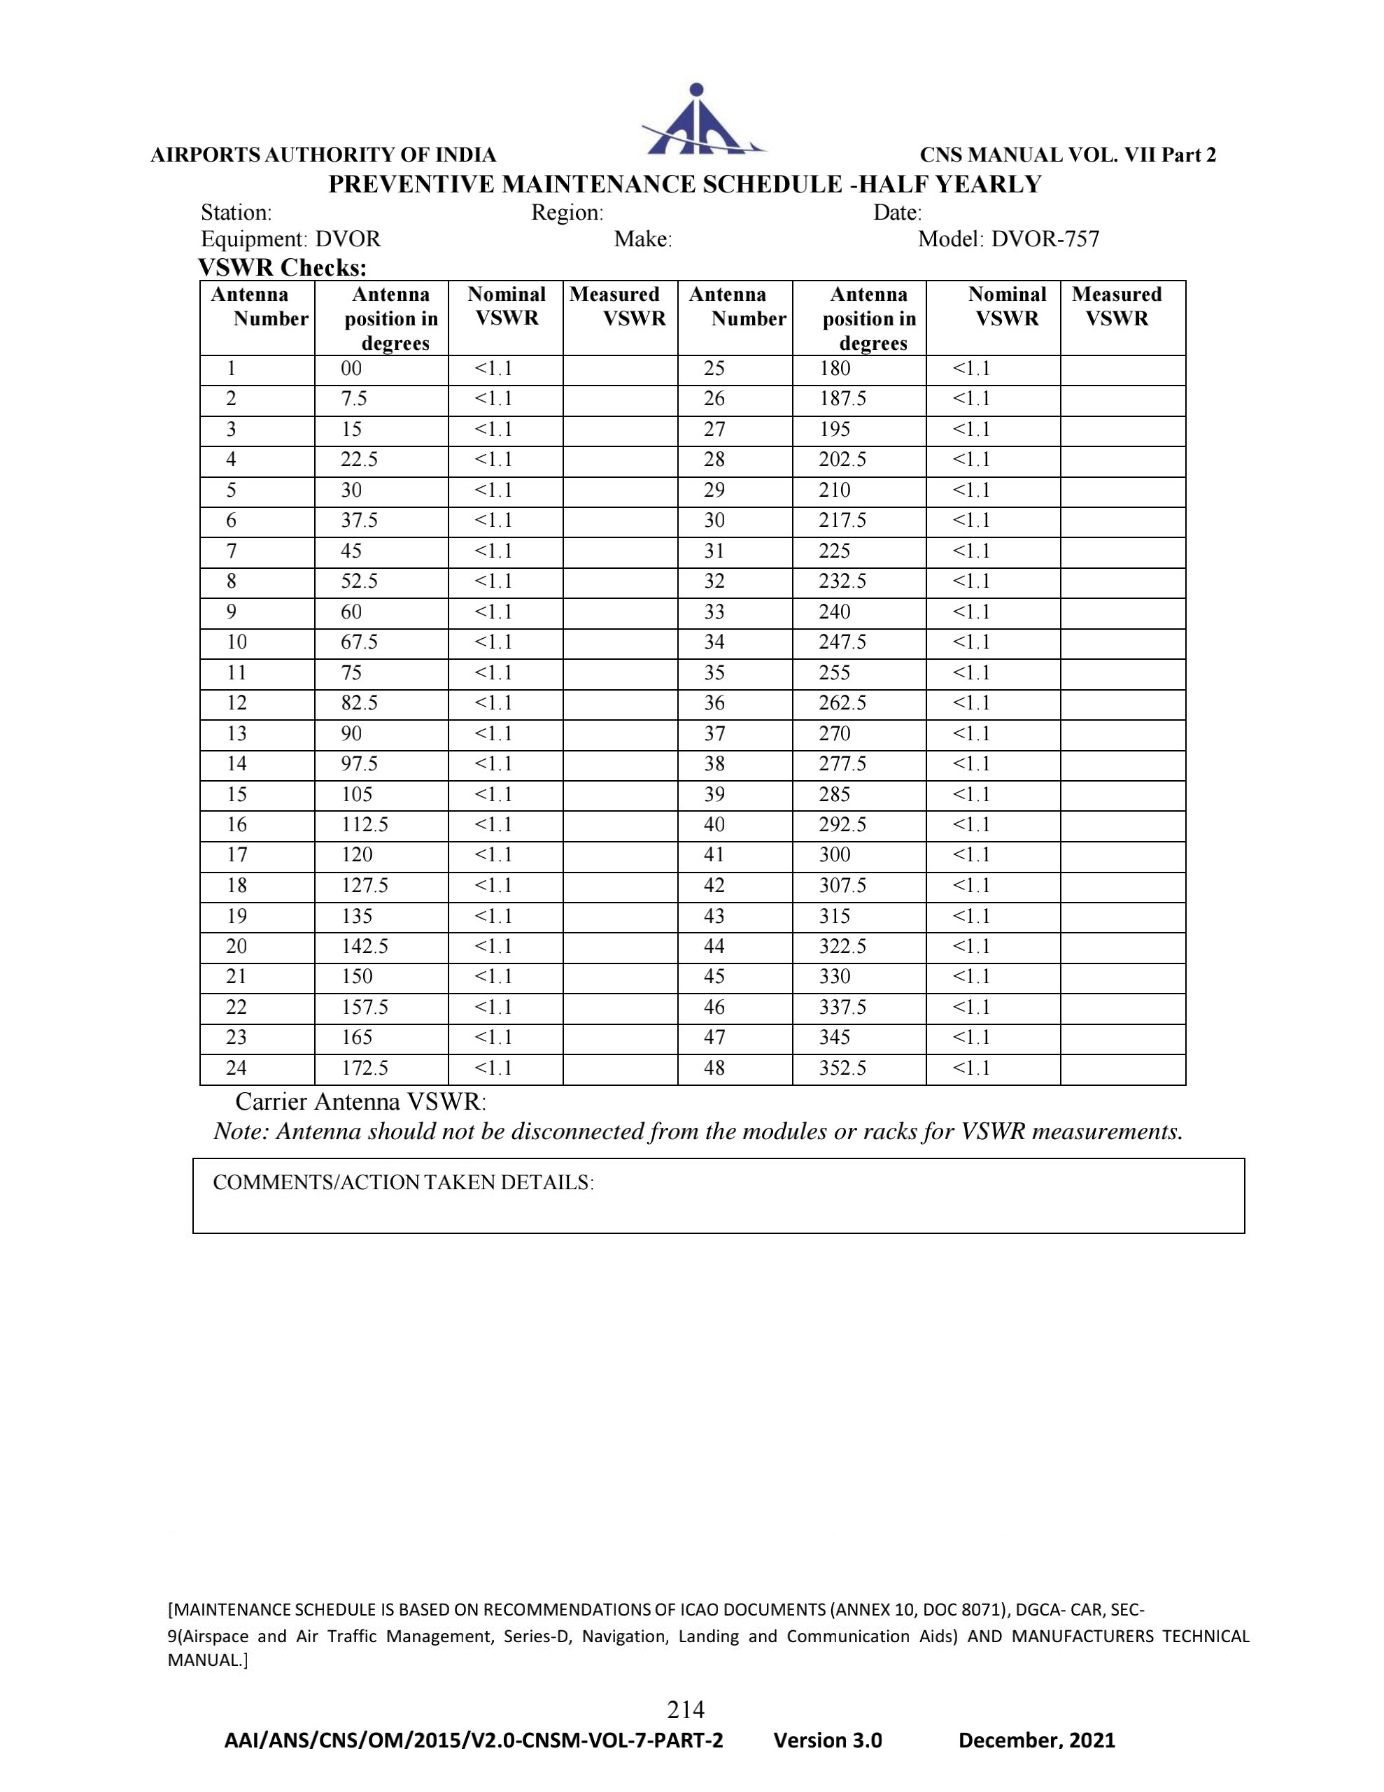 AIRPORTS AUTHORITY OF INDIA CNS MANUAL VOL. VII Part 2
PREVENTIVE MAINTENANCE SCHEDULE -HALF YEARLY
Station: Region: Date:
Equipment: DVOR Make: Model: DVOR-757
VSWR Checks:
Antenna Antenna Nominal Measured Antenna Antenna Nominal Measured
Number position in VSWR VSWR Number position in VSWR VSWR
degrees degrees
1 00 <1.1 25 180 <1.1
2 7.5 <1.1 26 187.5 <1.1
3 15 <1.1 27 195 <1.1
4 22.5 <1.1 28 202.5 <1.1
5 30 <1.1 29 210 <1.1
6 37.5 <1.1 30 217.5 <1.1
7 45 <1.1 31 225 <1.1
8 52.5 <1.1 32 232.5 <1.1
9 60 <1.1 33 240 <1.1
10 67.5 <1.1 34 247.5 <1.1
11 75 <1.1 35 255 <1.1
12 82.5 <1.1 36 262.5 <1.1
13 90 <1.1 37 270 <1.1
14 97.5 <1.1 38 277.5 <1.1
15 105 <1.1 39 285 <1.1
16 112.5 <1.1 40 292.5 <1.1
17 120 <1.1 41 300 <1.1
18 127.5 <1.1 42 307.5 <1.1
19 135 <1.1 43 315 <1.1
20 142.5 <1.1 44 322.5 <1.1
21 150 <1.1 45 330 <1.1
22 157.5 <1.1 46 337.5 <1.1
23 165 <1.1 47 345 <1.1
24 172.5 <1.1 48 352.5 <1.1
Carrier Antenna VSWR:
Note: Antenna should not be disconnected from the modules or racks for VSWR measurements.
COMMENTS/ACTION TAKEN DETAILS:
[MAINTENANCE SCHEDULE IS BASED ON RECOMMENDATIONS OF ICAO DOCUMENTS (ANNEX 10, DOC 8071), DGCA- CAR, SEC-
9(Airspace and Air Traffic Management, Series-D, Navigation, Landing and Communication Aids) AND MANUFACTURERS TECHNICAL
MANUAL.]
214
AAI/ANS/CNS/OM/2015/V2.0-CNSM-VOL-7-PART-2 Version 3.0 December, 2021